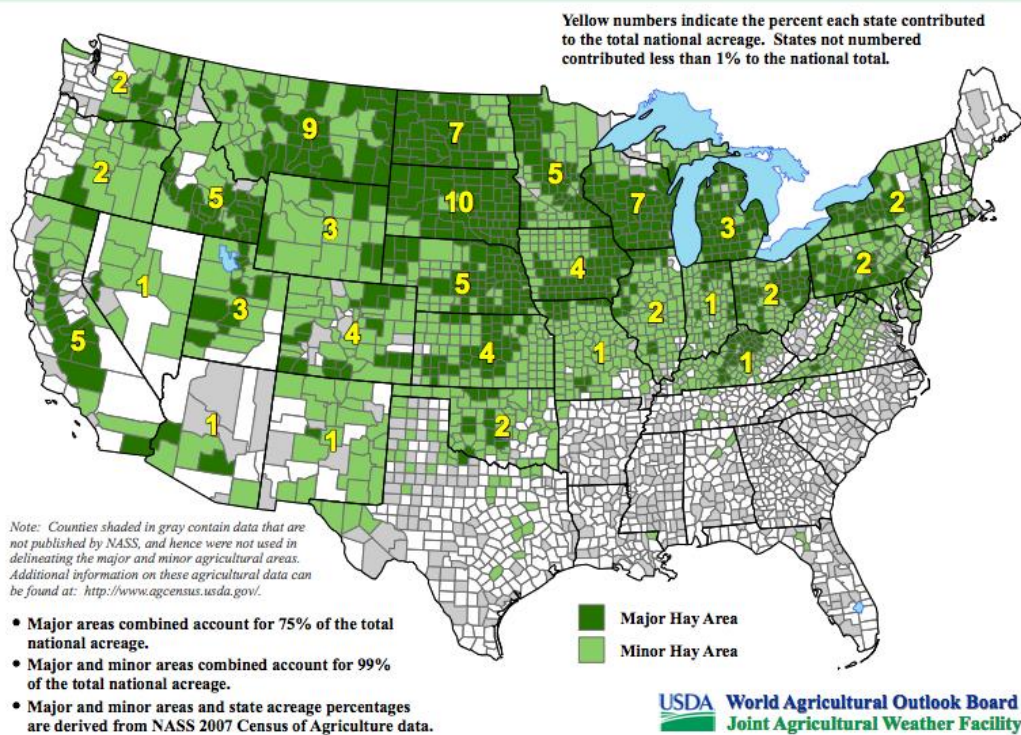 Yellow numbers indicate the percent each state contributed
to the total national acreage. States not numbered
contributed less than 1% to the national total.
2
9
7
5
2
5
10
7
3
2
3
1
3
5
4
2
1
2
2
5
4
4
1
1
1
1
2
Note: Counties shaded in gray contain data that are
not published by NASS, and hence were not used in
delineating the major and minor agricultural areas.
Additional information on these agricultural data can
be found at: http://www.agcensus.usda.gov/.
• Major areas combined account for 75% of the total
national acreage.
• Major and minor areas combined account for 99%
of the total national acreage.
• Major and minor areas and state acreage percentages
are derived from NASS 2007 Census of Agriculture data.
Major Hay Area
Minor Hay Area
USDA World Agricultural Outlook Board
Joint Agricultural Weather Facility